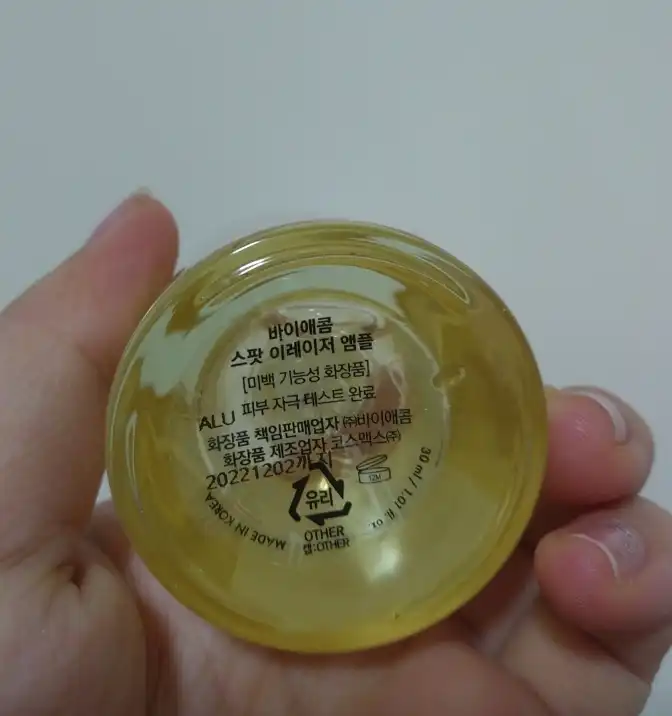 바이애콤
스팟 이레이저 앰플
[미백 기능성 화장품]
ALU 피부 자극 테스트 완료
화장품 책임판매업자 ㈜바이애콤
화장품 제조업자 코스맥스㈜
20221202까지
12M
유리
OTHER
캡:OTHER
MADE IN KOREA
30 ml / 1.01 fl. oz